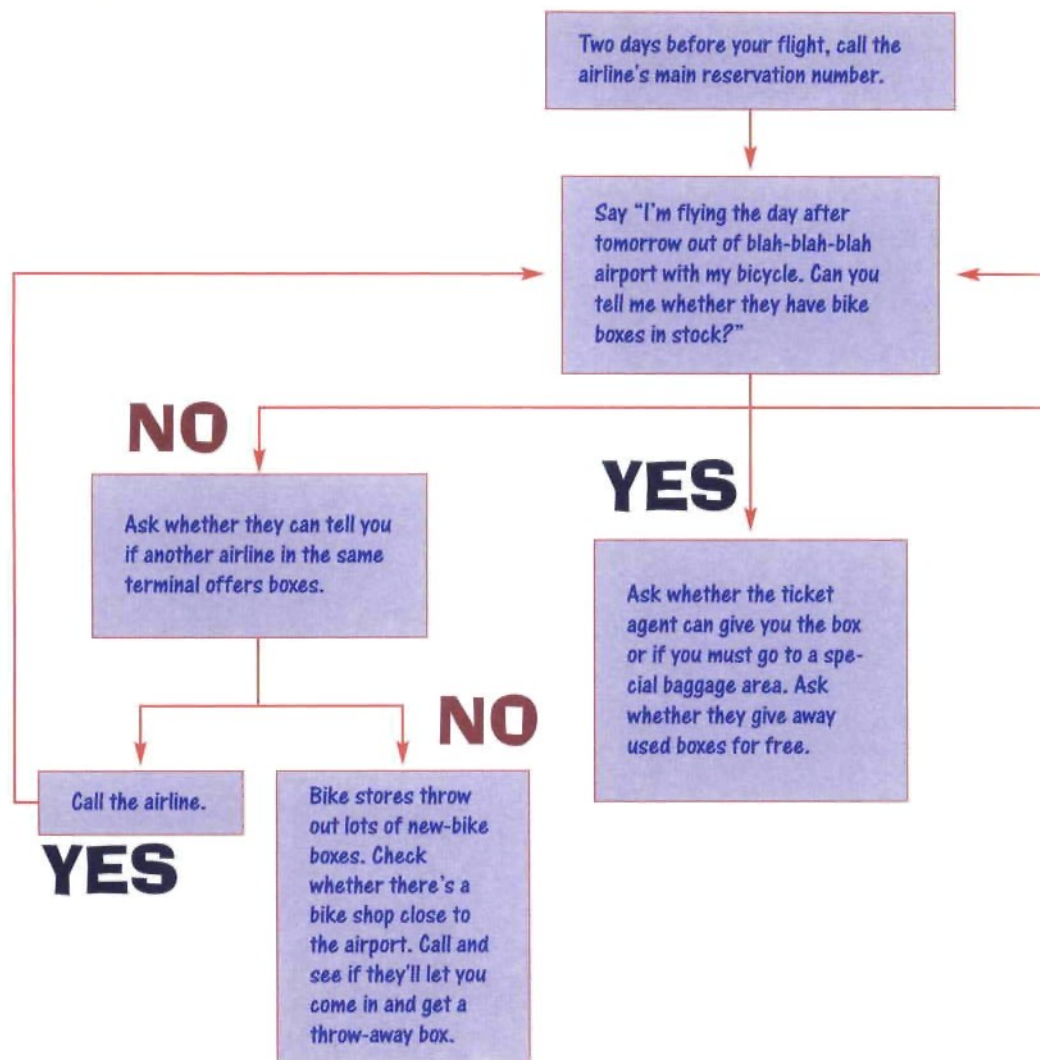 Two days before your flight, call the
airline's main reservation number.
Say “I'm flying the day after
tomorrow out of blah-blah-blah
airport with my bicycle. Can you
tell me whether they have bike
boxes in stock?”
NO
YES
Ask whether they can tell you
if another airline in the same
terminal offers boxes.
Ask whether the ticket
agent can give you the box
or if you must go to a spe-
cial baggage area. Ask
whether they give away
used boxes for free.
NO
Call the airline.
YES
Bike stores throw
out lots of new-bike
boxes. Check
whether there's a
bike shop close to
the airport. Call and
see if they'll let you
come in and get a
throw-away box.